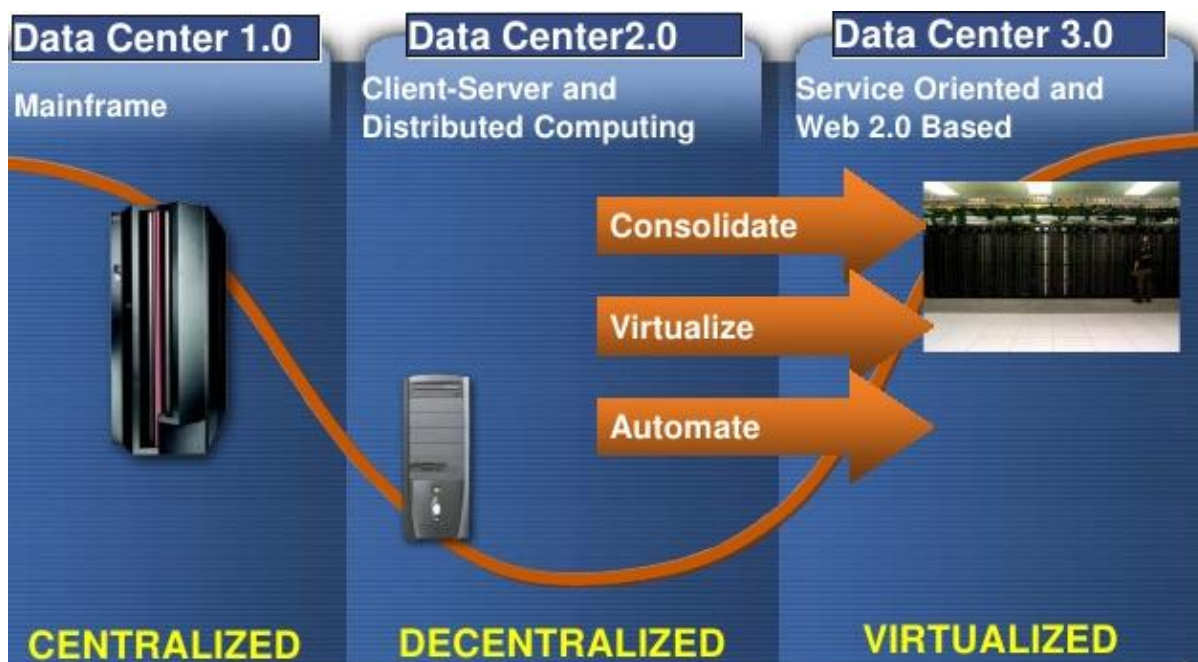 Data Center 1.0
Mainframe
CENTRALIZED
Data Center2.0
Client-Server and
Distributed Computing
Consolidate
Virtualize
Automate
DECENTRALIZED
Data Center 3.0
Service Oriented and
Web 2.0 Based
VIRTUALIZED